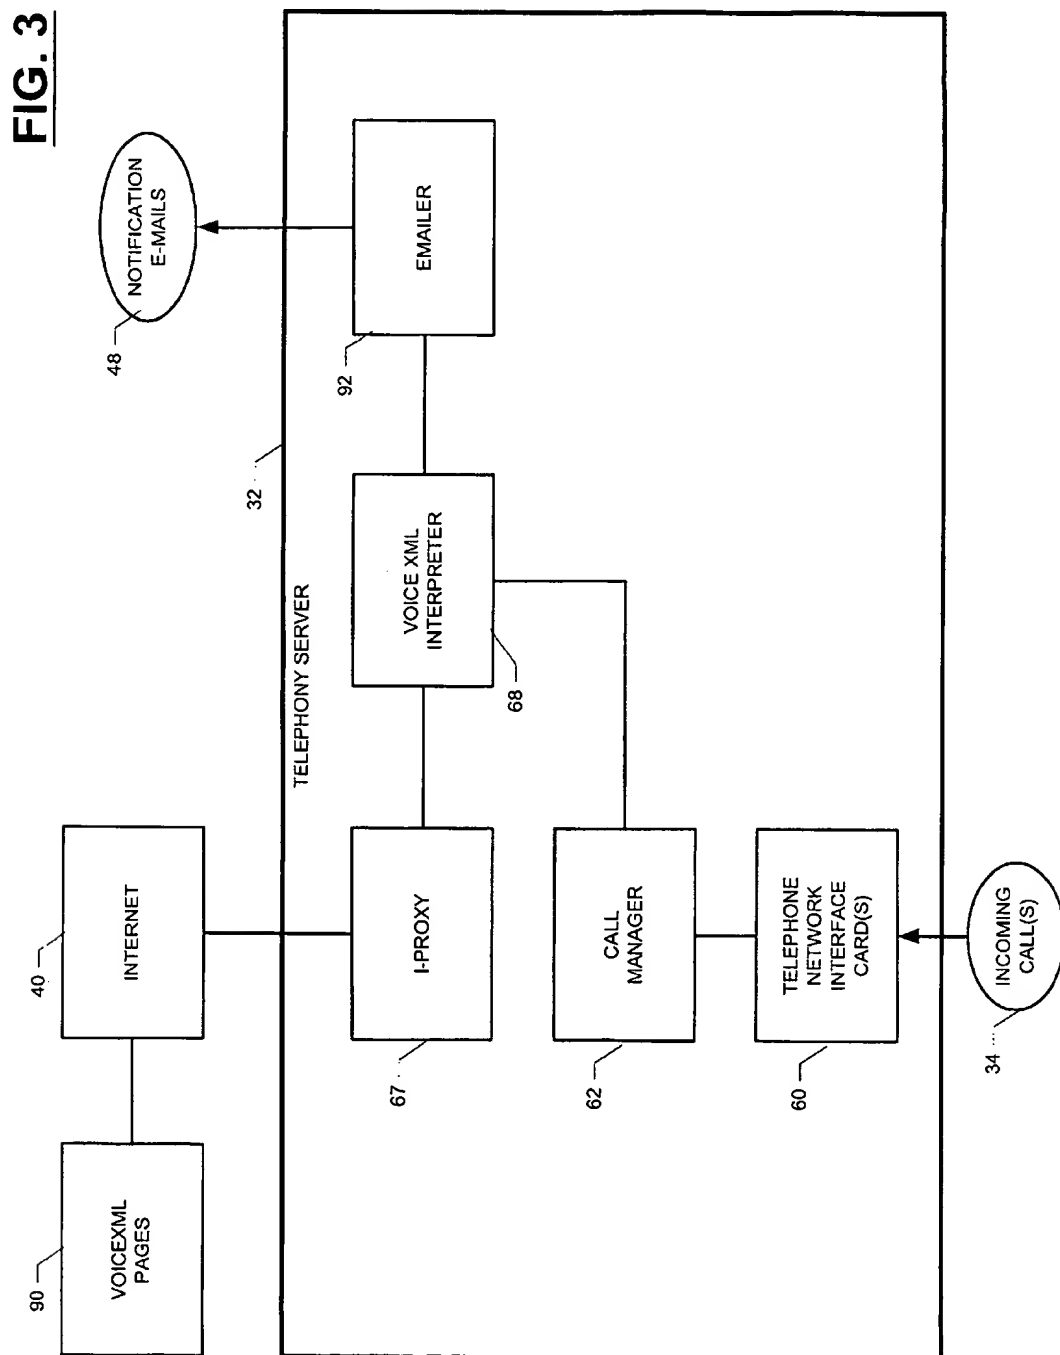 FIG. 3
NOTIFICATION
E-MAILS
48
EMAILER
92
32
TELEPHONY SERVER
VOICE XML
INTERPRETER
68
INTERNET
40
I-PROXY
67
CALL
MANAGER
62
TELEPHONE
NETWORK
INTERFACE
CARD(S)
60
INCOMING
CALL(S)
34
VOICEXML
PAGES
90